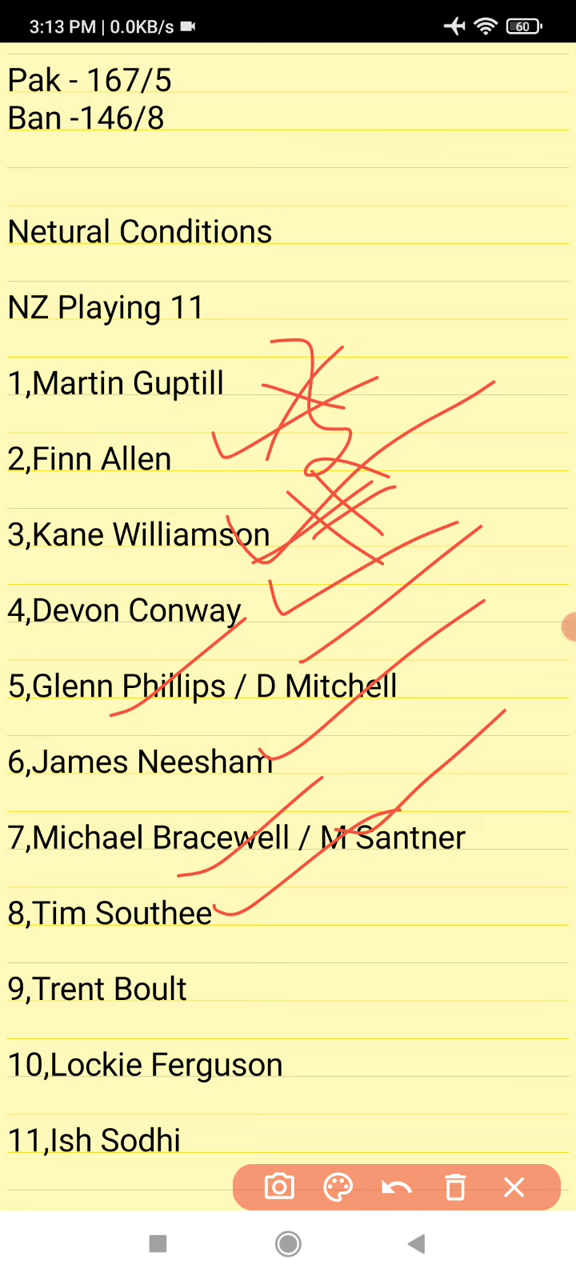 3:13 PM | 0.0KB/s 60
Pak - 167/5
Ban -146/8
Netural Conditions
NZ Playing 11
1,Martin Guptill
2,Finn Allen
3,Kane Williamson
4,Devon Conway
5,Glenn Phillips / D Mitchell
6,James Neesham
7,Michael Bracewell / M Santner
8,Tim Southee
9,Trent Boult
10,Lockie Ferguson
11,Ish Sodhi